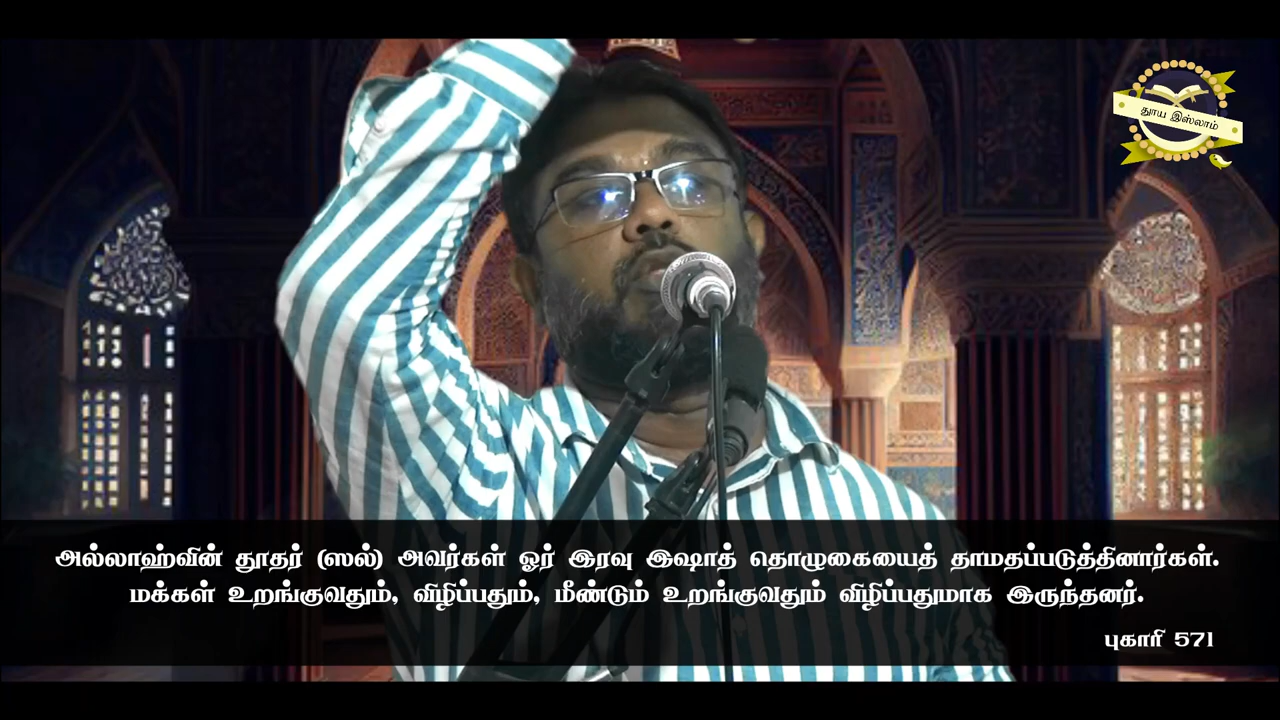 தூய இஸ்லாம்
அல்லாஹ்வின் தூதர் (ஸல்) அவர்கள் ஓர் இரவு இஷாத் தொழுகையைத் தாமதப்படுத்தினார்கள்.
மக்கள் உறங்குவதும், விழிப்பதும், மீண்டும் உறங்குவதும் விழிப்பதுமாக இருந்தனர்.
புகாரி 571